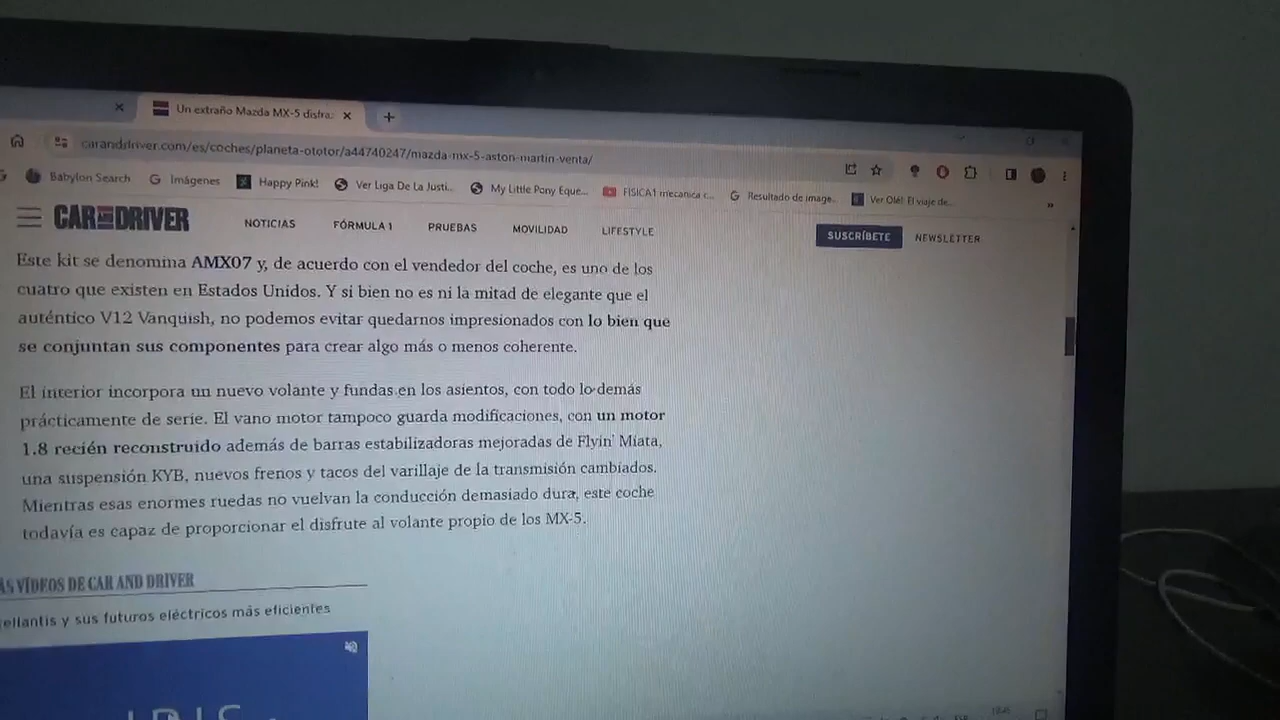 Un extraño Mazda MX-5 disfra:
carandriver.com/es/coches/planeta-ototor/a44740247/mazda-mx-5-aston-martin-venta/
Babylon Search
Imágenes
Happy Pink!
Ver Liga De La Justi...
My Little Pony Eque...
FISICA1 mecanica c...
Resultado de image...
Ver Olé! El viaje de...
»
CAR AND DRIVER
NOTICIAS
FÓRMULA 1
PRUEBAS
MOVILIDAD
LIFESTYLE
SUSCRÍBETE
NEWSLETTER
Este kit se denomina AMX07 y, de acuerdo con el vendedor del coche, es uno de los
cuatro que existen en Estados Unidos. Y si bien no es ni la mitad de elegante que el
auténtico V12 Vanquish, no podemos evitar quedarnos impresionados con lo bien que
se conjuntan sus componentes para crear algo más o menos coherente.
El interior incorpora un nuevo volante y fundas en los asientos, con todo lo demás
prácticamente de serie. El vano motor tampoco guarda modificaciones, con un motor
1.8 recién reconstruido además de barras estabilizadoras mejoradas de Flyin' Miata,
una suspensión KYB, nuevos frenos y tacos del varillaje de la transmisión cambiados.
Mientras esas enormes ruedas no vuelvan la conducción demasiado dura, este coche
todavía es capaz de proporcionar el disfrute al volante propio de los MX-5.
ÁS VÍDEOS DE CAR AND DRIVER
ellantis y sus futuros eléctricos más eficientes